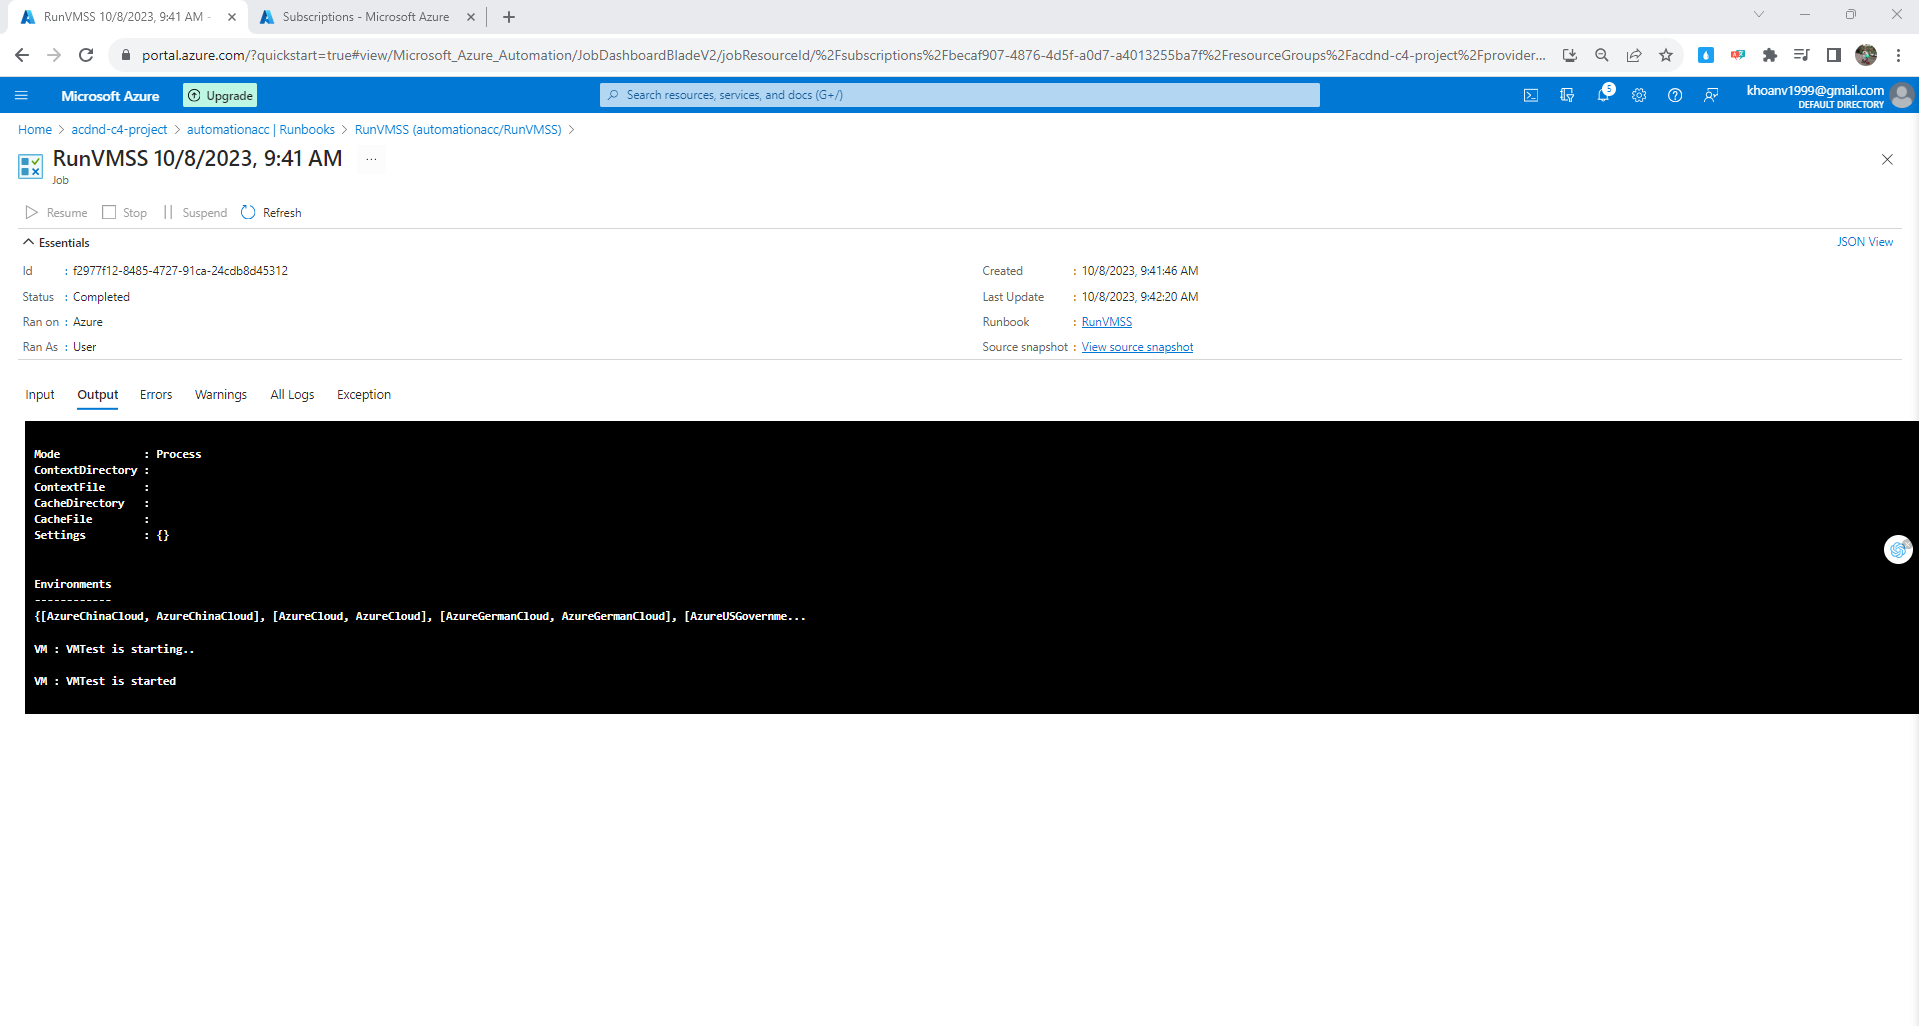 RunVMSS 10/8/2023, 9:41 AM -
Subscriptions - Microsoft Azure
portal.azure.com/?quickstart=true#view/Microsoft_Azure_Automation/JobDashboardBladeV2/jobResourceId/%2Fsubscriptions%2Fbecaf907-4876-4d5f-a0d7-a4013255ba7f%2FresourceGroups%2Facdnd-c4-project%2Fprovider...
Microsoft Azure
Upgrade
Search resources, services, and docs (G+/)
5
khoanv1999@gmail.com
DEFAULT DIRECTORY
Home > acdnd-c4-project > automationacc | Runbooks > RunVMSS (automationacc/RunVMSS) >
RunVMSS 10/8/2023, 9:41 AM ...
Job
Resume Stop Suspend Refresh
Essentials
JSON View
Id : f2977f12-8485-4727-91ca-24cdb8d45312
Status : Completed
Ran on : Azure
Ran As : User
Created : 10/8/2023, 9:41:46 AM
Last Update : 10/8/2023, 9:42:20 AM
Runbook : RunVMSS
Source snapshot : View source snapshot
Input Output Errors Warnings All Logs Exception
Mode : Process
ContextDirectory :
ContextFile :
CacheDirectory :
CacheFile :
Settings : {}
Environments
------------
{[AzureChinaCloud, AzureChinaCloud], [AzureCloud, AzureCloud], [AzureGermanCloud, AzureGermanCloud], [AzureUSGovernme...
VM : VMTest is starting..
VM : VMTest is started